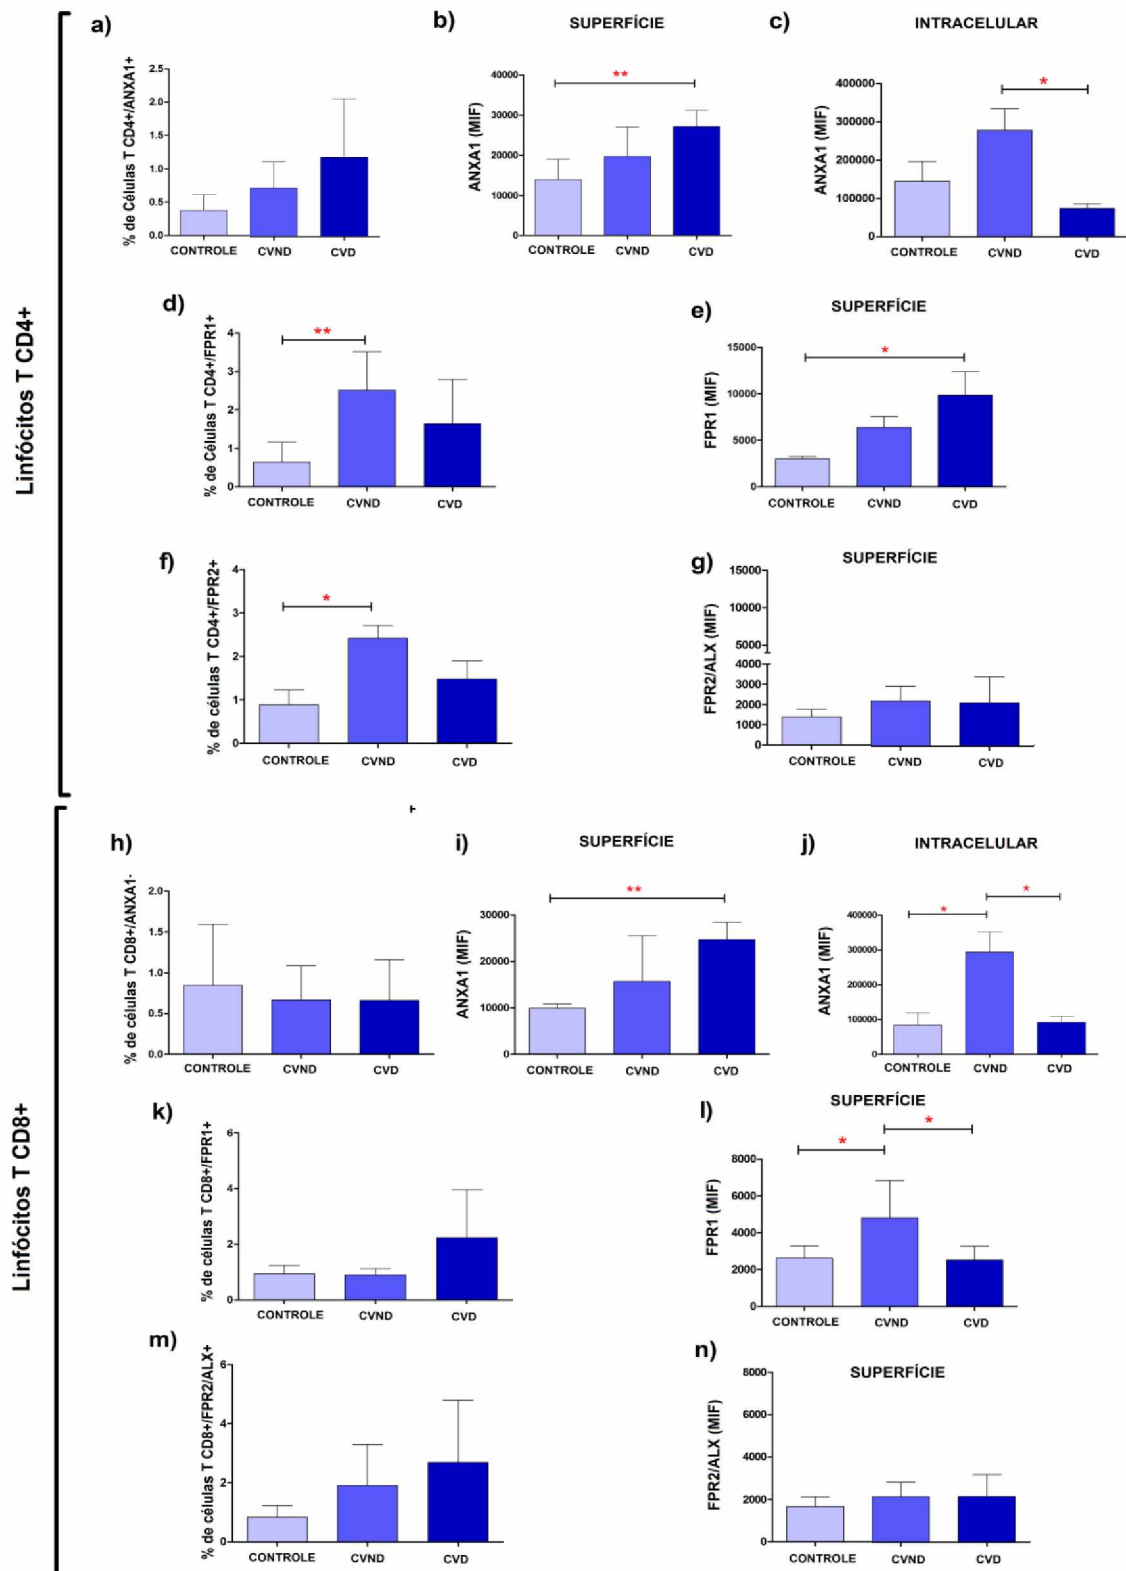 Linfócitos T CD4+
a)
% de Células T CD4+/ANXA1+
2.5
2.0
1.5
1.0
0.5
0.0
CONTROLE CVND CVD
b)
SUPERFÍCIE
ANXA1 (MIF)
40000
30000
20000
10000
0
**
CONTROLE CVND CVD
c)
INTRACELULAR
ANXA1 (MIF)
400000
300000
200000
100000
0
*
CONTROLE CVND CVD
d)
% de Células T CD4+/FPR1+
4
3
2
1
0
**
CONTROLE CVND CVD
e)
SUPERFÍCIE
FPR1 (MIF)
15000
10000
5000
0
*
CONTROLE CVND CVD
f)
% de células T CD4+/FPR2+
4
3
2
1
0
*
CONTROLE CVND CVD
g)
SUPERFÍCIE
FPR2/ALX (MIF)
15000
10000
5000
4000
3000
2000
1000
0
CONTROLE CVND CVD
Linfócitos T CD8+
h)
% de células T CD8+/ANXA1-
2.0
1.5
1.0
0.5
0.0
CONTROLE CVND CVD
i)
SUPERFÍCIE
ANXA1 (MIF)
30000
20000
10000
0
**
CONTROLE CVND CVD
j)
INTRACELULAR
ANXA1 (MIF)
400000
300000
200000
100000
0
* *
CONTROLE CVND CVD
k)
% de células T CD8+/FPR1+
6
4
2
0
CONTROLE CVND CVD
l)
SUPERFÍCIE
FPR1 (MIF)
8000
6000
4000
2000
0
* *
CONTROLE CVND CVD
m)
% de células T CD8+/FPR2/ALX+
6
4
2
0
CONTROLE CVND CVD
n)
SUPERFÍCIE
FPR2/ALX (MIF)
8000
6000
4000
2000
0
CONTROLE CVND CVD